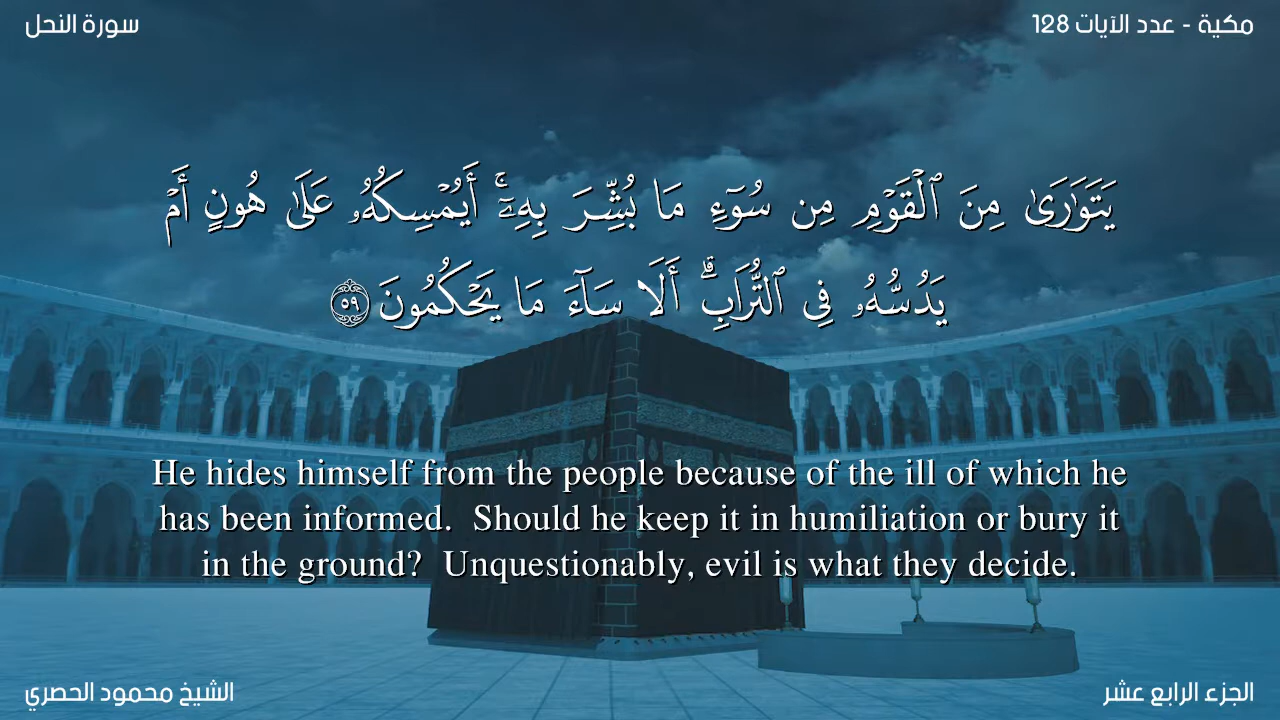 سورة النحل
مكية - عدد الآيات 128
يَتَوَٰرَىٰ مِنَ ٱلْقَوْمِ مِن سُوٓءِ مَا بُشِّرَ بِهِۦٓ ۚ أَيُمْسِكُهُۥ عَلَىٰ هُونٍ أَمْ
يَدُسُّهُۥ فِى ٱلتُّرَابِ ۗ أَلَا سَآءَ مَا يَحْكُمُونَ ٥٩
He hides himself from the people because of the ill of which he
has been informed.  Should he keep it in humiliation or bury it
in the ground?  Unquestionably, evil is what they decide.
الشيخ محمود الحصري
الجزء الرابع عشر